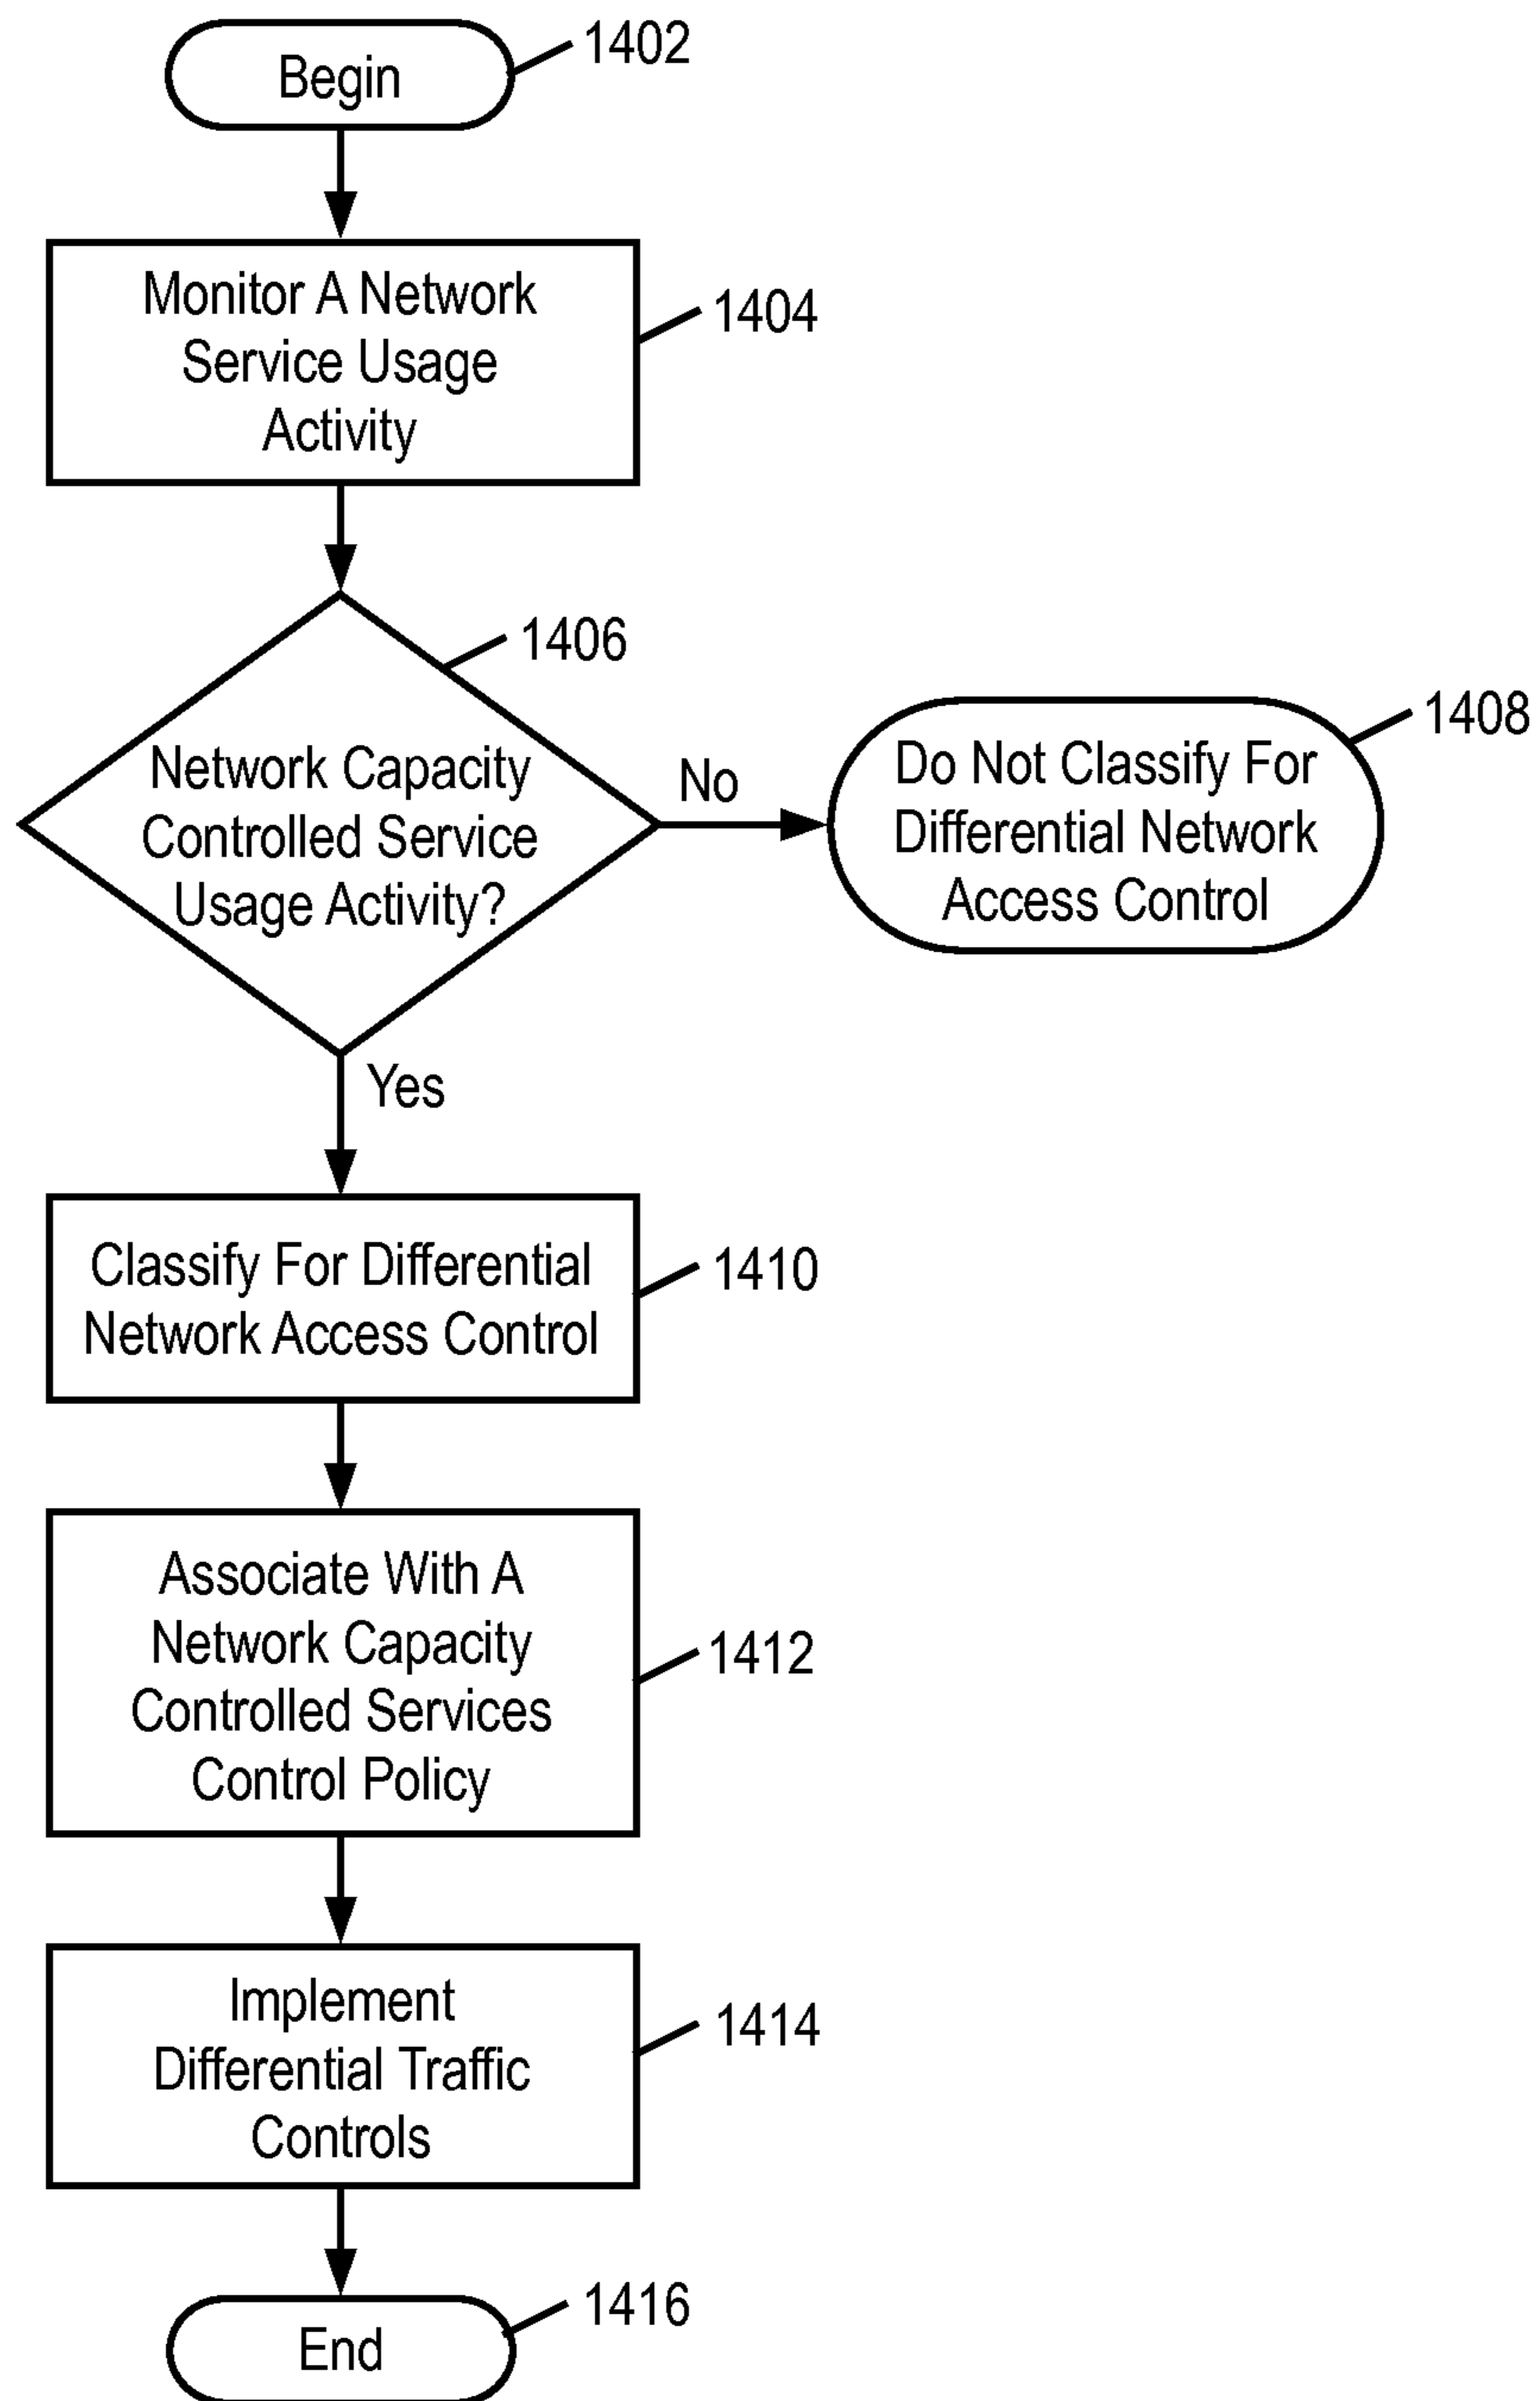 Begin
1402
Monitor A Network
Service Usage
Activity
1404
1406
Network Capacity
Controlled Service
Usage Activity?
No
Do Not Classify For
Differential Network
Access Control
1408
Yes
Classify For Differential
Network Access Control
1410
Associate With A
Network Capacity
Controlled Services
Control Policy
1412
Implement
Differential Traffic
Controls
1414
End
1416